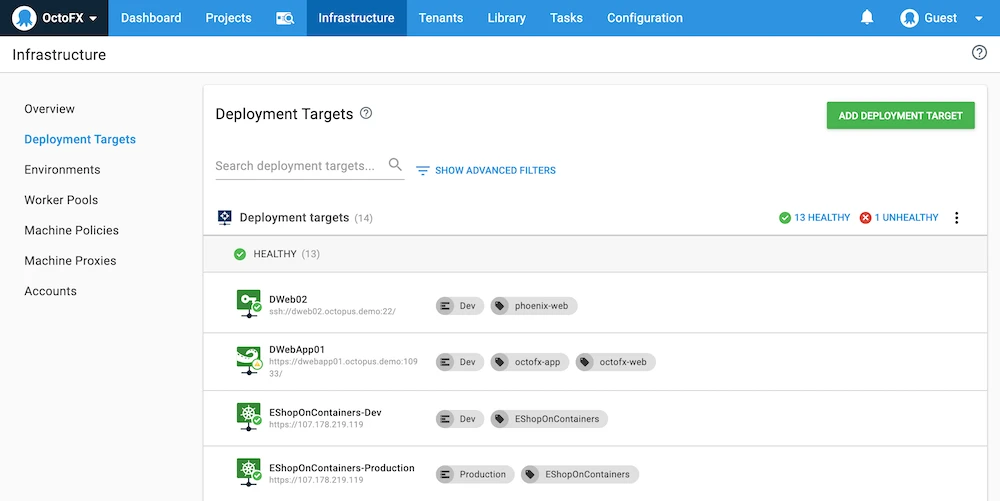 OctoFX Dashboard Projects Infrastructure Tenants Library Tasks Configuration Guest
Infrastructure
Overview
Deployment Targets
Environments
Worker Pools
Machine Policies
Machine Proxies
Accounts
Deployment Targets
ADD DEPLOYMENT TARGET
Search deployment targets...
SHOW ADVANCED FILTERS
Deployment targets (14) 13 HEALTHY 1 UNHEALTHY
HEALTHY (13)
DWeb02
ssh://dweb02.octopus.demo:22/
Dev phoenix-web
DWebApp01
https://dwebapp01.octopus.demo:109
33/
Dev octofx-app octofx-web
EShopOnContainers-Dev
https://107.178.219.119
Dev EShopOnContainers
EShopOnContainers-Production
https://107.178.219.119
Production EShopOnContainers